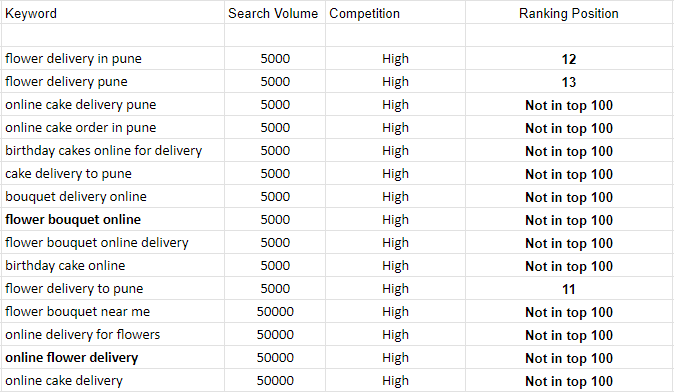 Keyword Search Volume Competition Ranking Position
flower delivery in pune 5000 High 12
flower delivery pune 5000 High 13
online cake delivery pune 5000 High Not in top 100
online cake order in pune 5000 High Not in top 100
birthday cakes online for delivery 5000 High Not in top 100
cake delivery to pune 5000 High Not in top 100
bouquet delivery online 5000 High Not in top 100
flower bouquet online 5000 High Not in top 100
flower bouquet online delivery 5000 High Not in top 100
birthday cake online 5000 High Not in top 100
flower delivery to pune 5000 High 11
flower bouquet near me 50000 High Not in top 100
online delivery for flowers 50000 High Not in top 100
online flower delivery 50000 High Not in top 100
online cake delivery 50000 High Not in top 100